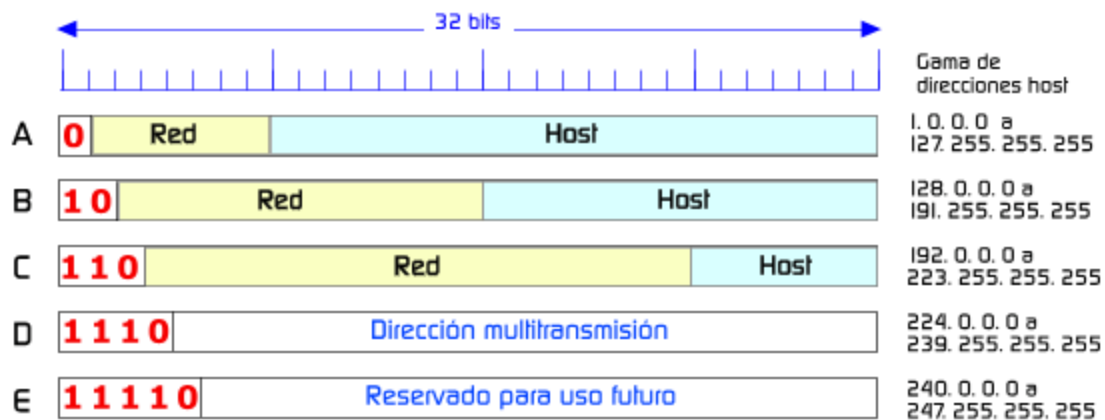 32 bits
Gama de
direcciones host
A
0
Red
Host
1. 0. 0. 0 a
127. 255. 255. 255
B
1 0
Red
Host
128. 0. 0. 0 a
191. 255. 255. 255
C
1 1 0
Red
Host
192. 0. 0. 0 a
223. 255. 255. 255
D
1 1 1 0
Dirección multitransmisión
224. 0. 0. 0 a
239. 255. 255. 255
E
1 1 1 1 0
Reservado para uso futuro
240. 0. 0. 0 a
247. 255. 255. 255